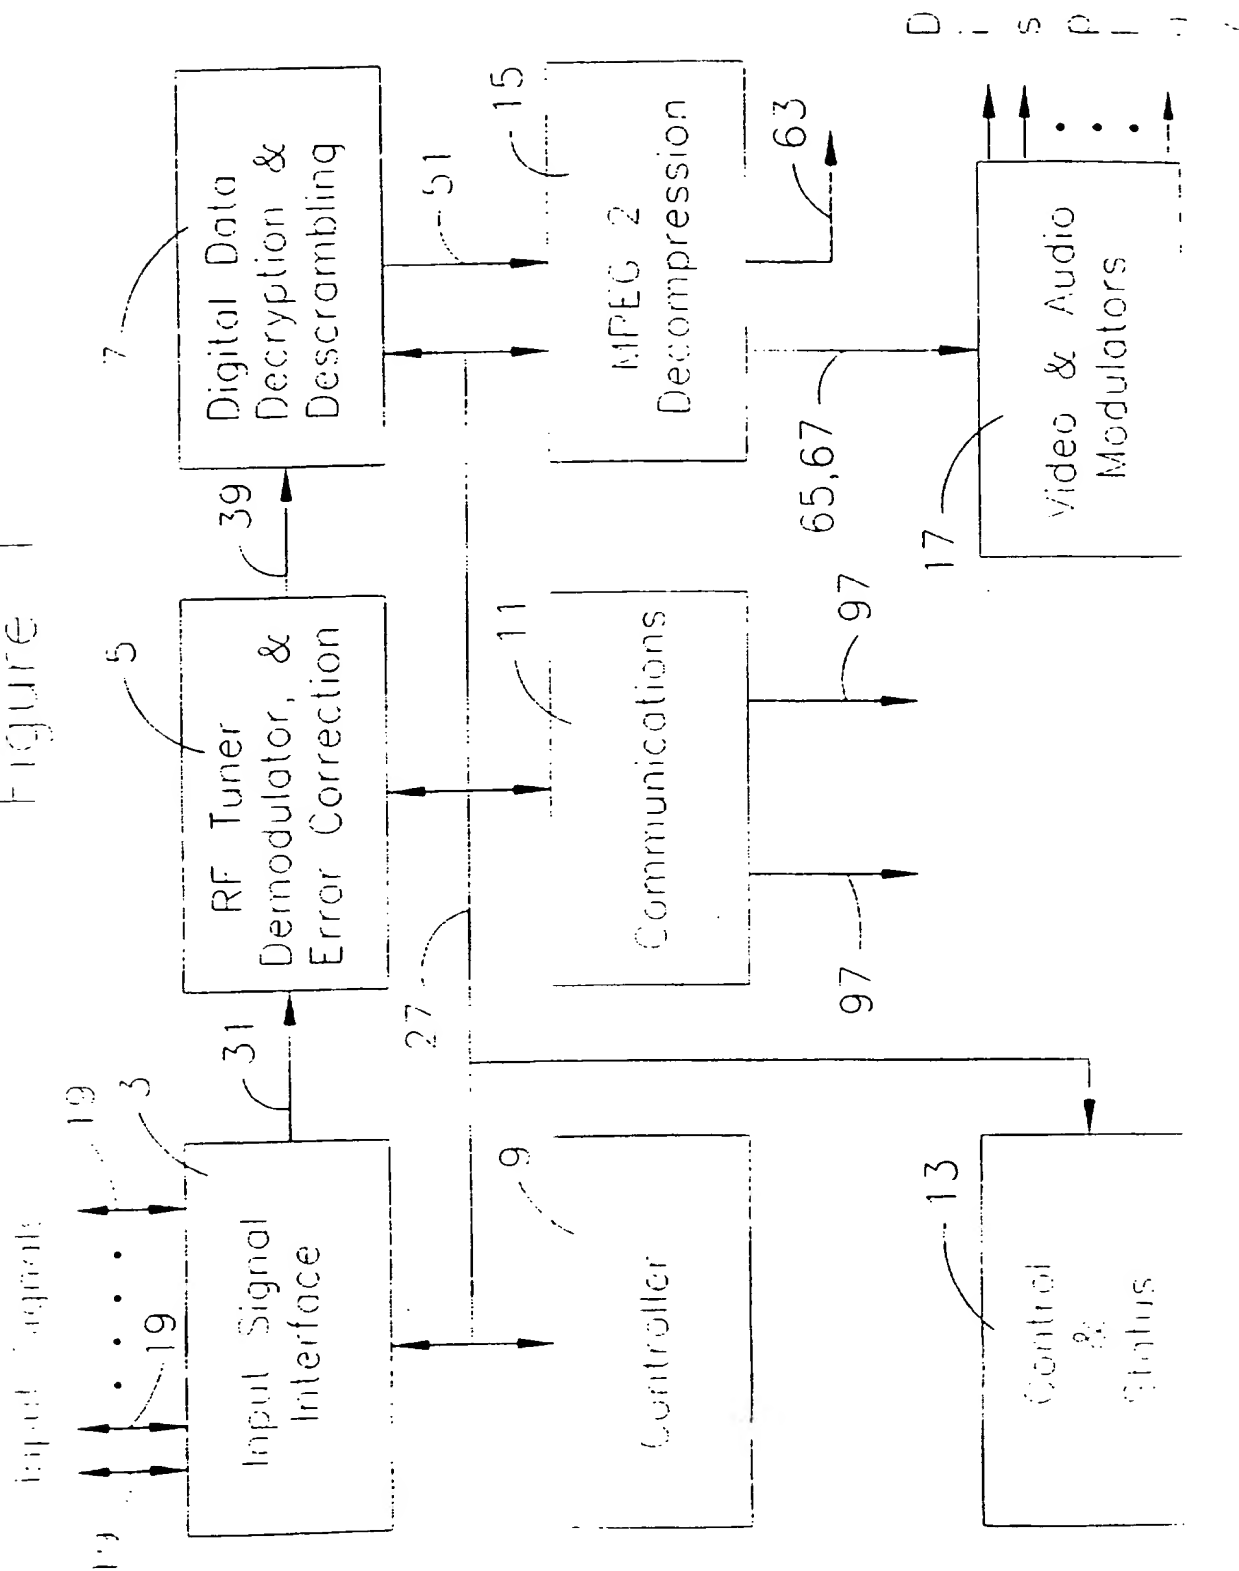 Figure 1
Input Signals
19
19
19
3
Input Signal
Interface
31
5
RF Tuner
Demodulator, &
Error Correction
39
7
Digital Data
Decryption &
Descrambling
27
51
9
Controller
11
Communications
97
97
15
MPEG 2
Decompression
63
65,67
13
Control
&
Status
17
Video & Audio
Modulators